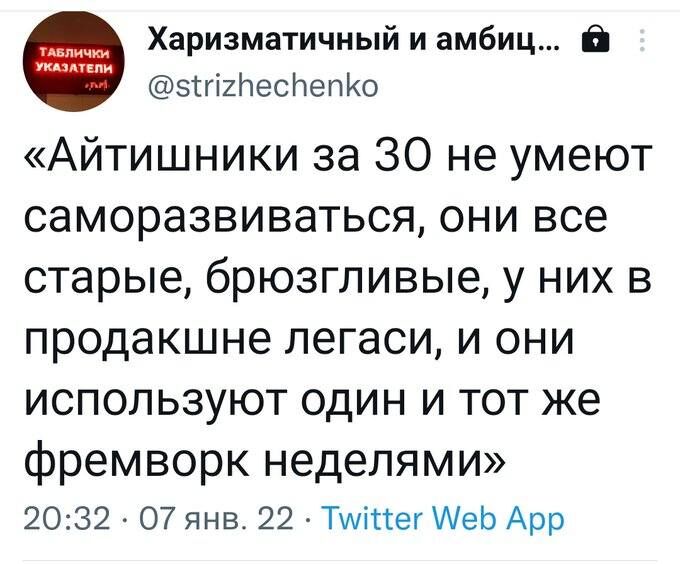 ТАБЛИЧКИ
УКАЗАТЕЛИ
Харизматичный и амбиц...
@strizhechenko
«Айтишники за 30 не умеют
саморазвиваться, они все
старые, брюзгливые, у них в
продакшне легаси, и они
используют один и тот же
фремворк неделями»
20:32 · 07 янв. 22 · Twitter Web App